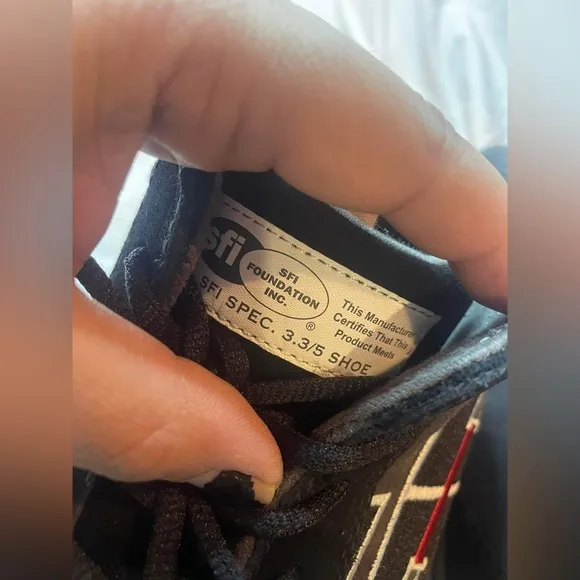 sfi
SFI
FOUNDATION
INC.
®
This Manufacturer
Certifies That This
Product Meets
SFI SPEC. 3.3/5 SHOE